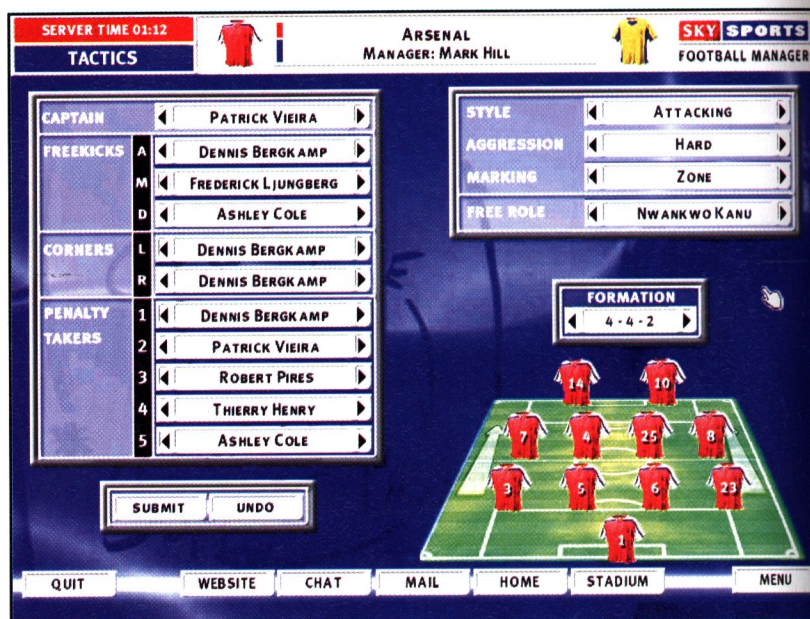 SERVER TIME 01:12
TACTICS
ARSENAL
MANAGER: MARK HILL
SKY SPORTS
FOOTBALL MANAGER
CAPTAIN
PATRICK VIEIRA
FREEKICKS
A DENNIS BERGKAMP
M FREDERICK LJUNGBERG
D ASHLEY COLE
CORNERS
L DENNIS BERGKAMP
R DENNIS BERGKAMP
PENALTY
TAKERS
1 DENNIS BERGKAMP
2 PATRICK VIEIRA
3 ROBERT PIRES
4 THIERRY HENRY
5 ASHLEY COLE
SUBMIT UNDO
STYLE ATTACKING
AGGRESSION HARD
MARKING ZONE
FREE ROLE NWANKWO KANU
FORMATION
4-4-2
14 10
7 4 25 8
3 5 6 23
1
QUIT WEBSITE CHAT MAIL HOME STADIUM MENU